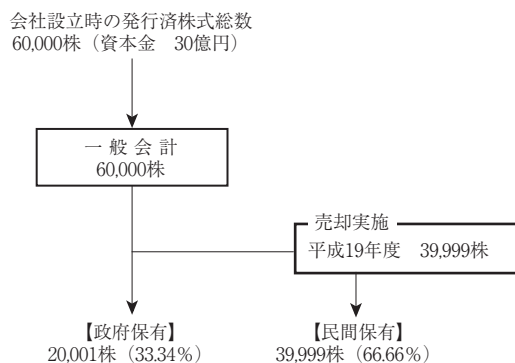 会社設立時の発行済株式総数
60,000株（資本金　30億円）
一 般 会 計
60,000株
売却実施
平成19年度　39,999株
【政府保有】
20,001株（33.34％）
【民間保有】
39,999株（66.66％）